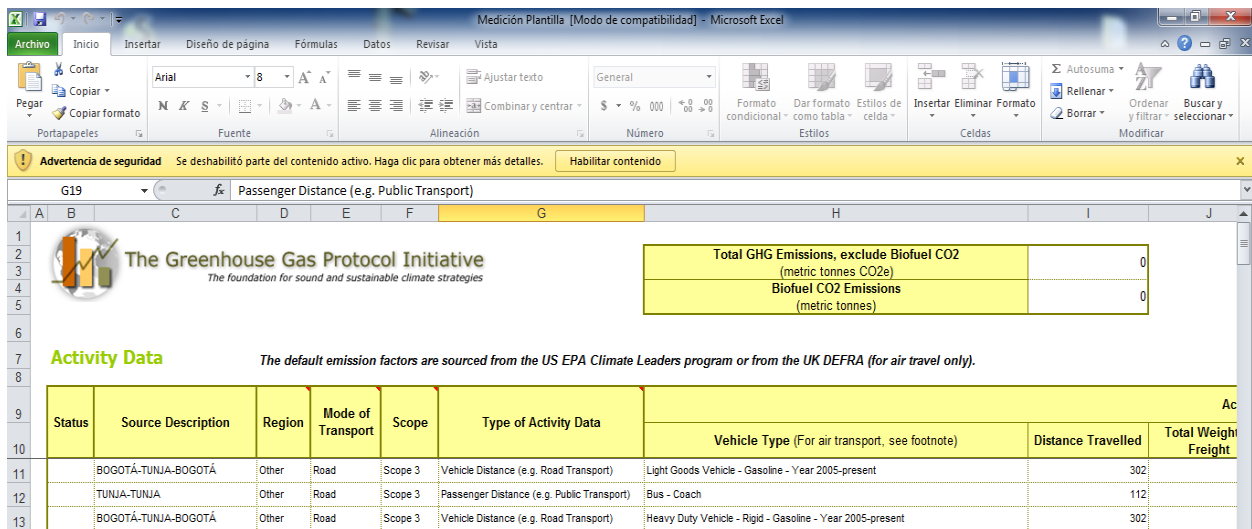 Medición Plantilla [Modo de compatibilidad] - Microsoft Excel
Archivo Inicio Insertar Diseño de página Fórmulas Datos Revisar Vista
Pegar
Cortar
Copiar
Copiar formato
Portapapeles
Arial 8 A A
N K S A
Fuente
Ajustar texto
Combinar y centrar
Alineación
General
$ % 000
Número
Formato condicional
Dar formato como tabla
Estilos de celda
Estilos
Insertar Eliminar Formato
Celdas
Σ Autosuma
Rellenar
Borrar
Ordenar y filtrar
Buscar y seleccionar
Modificar
Advertencia de seguridad Se deshabilitó parte del contenido activo. Haga clic para obtener más detalles. Habilitar contenido
G19 fx Passenger Distance (e.g. Public Transport)
A B C D E F G H I J
1
2
3
4
5
6
7
8
9
10
11
12
13
The Greenhouse Gas Protocol Initiative
The foundation for sound and sustainable climate strategies
Total GHG Emissions, exclude Biofuel CO2
(metric tonnes CO2e)
0
Biofuel CO2 Emissions
(metric tonnes)
0
Activity Data The default emission factors are sourced from the US EPA Climate Leaders program or from the UK DEFRA (for air travel only).
Status Source Description Region Mode of Transport Scope Type of Activity Data
Vehicle Type (For air transport, see footnote) Distance Travelled Total Weight Freight
BOGOTÁ-TUNJA-BOGOTÁ Other Road Scope 3 Vehicle Distance (e.g. Road Transport) Light Goods Vehicle - Gasoline - Year 2005-present 302
TUNJA-TUNJA Other Road Scope 3 Passenger Distance (e.g. Public Transport) Bus - Coach 112
BOGOTÁ-TUNJA-BOGOTÁ Other Road Scope 3 Vehicle Distance (e.g. Road Transport) Heavy Duty Vehicle - Rigid - Gasoline - Year 2005-present 302